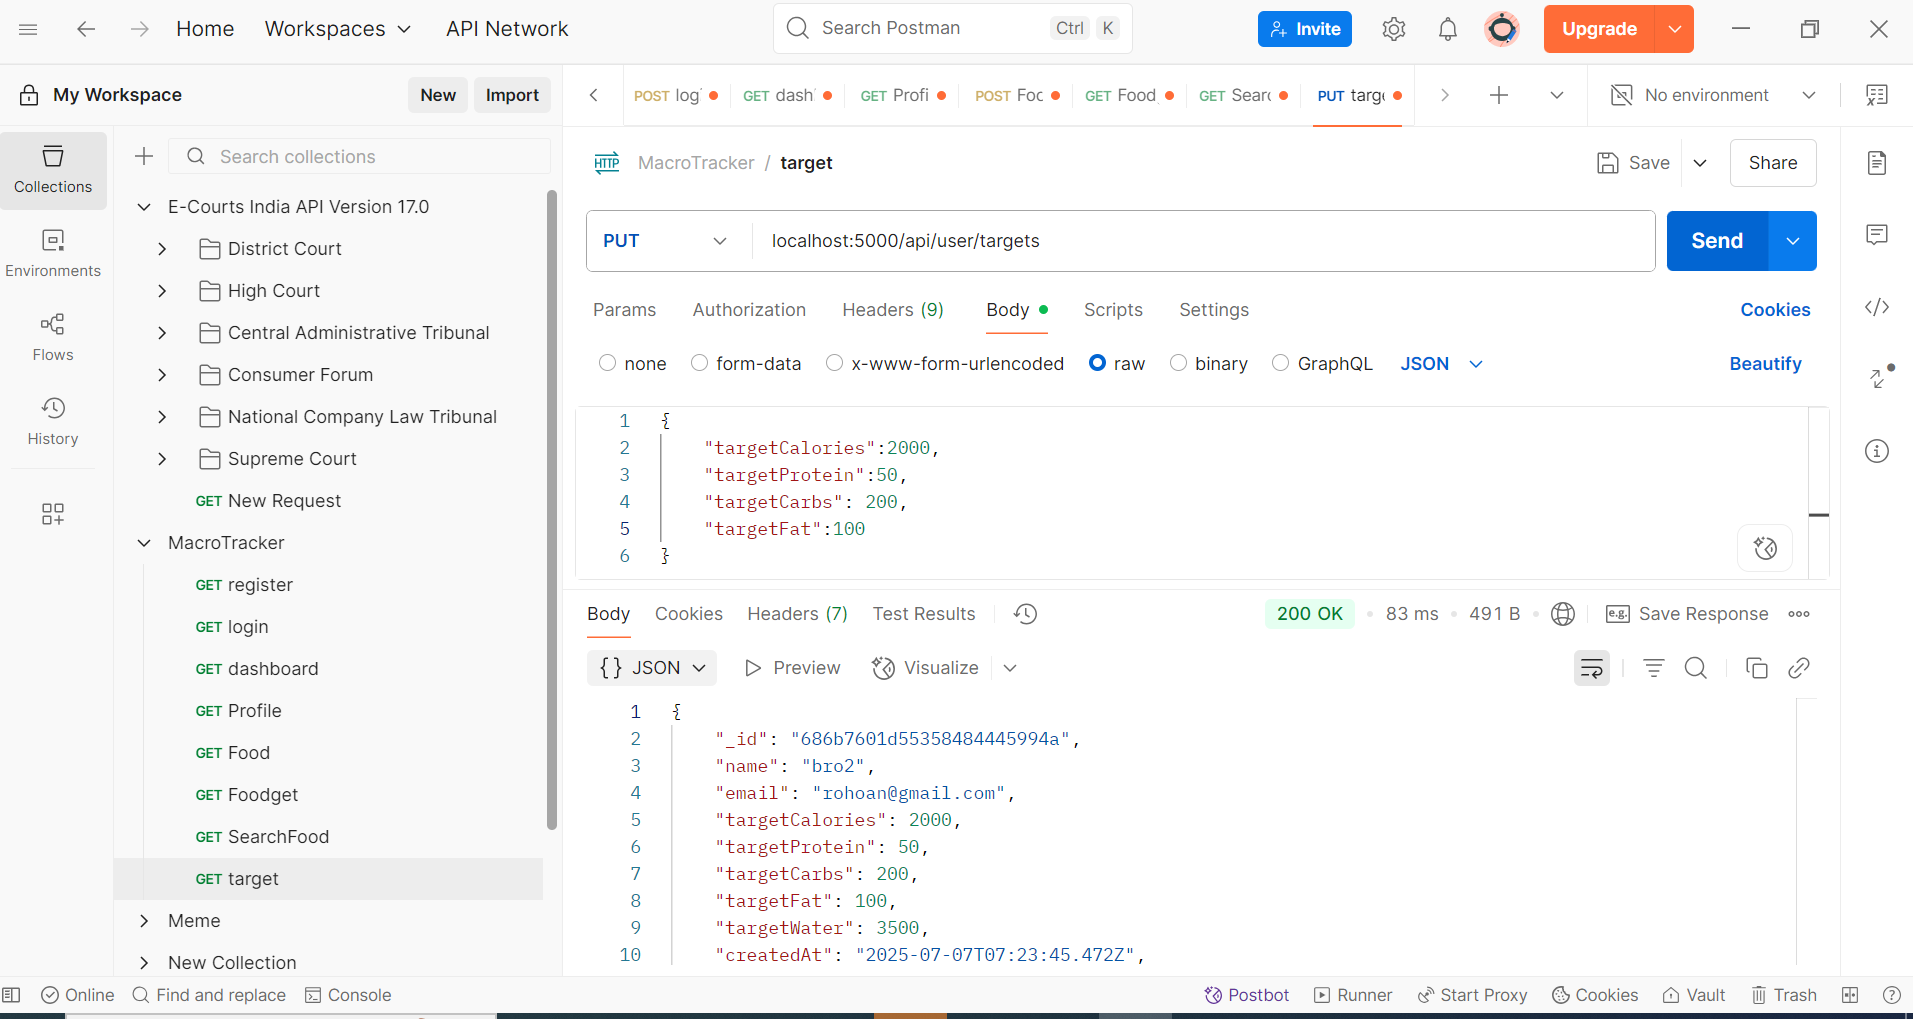 Home Workspaces API Network Search Postman Ctrl K Invite Upgrade
My Workspace New Import
POST log GET dash GET Profi POST Foc GET Food GET Searc PUT targe No environment
Collections
Environments
Flows
History
Search collections
E-Courts India API Version 17.0
District Court
High Court
Central Administrative Tribunal
Consumer Forum
National Company Law Tribunal
Supreme Court
GET New Request
MacroTracker
GET register
GET login
GET dashboard
GET Profile
GET Food
GET Foodget
GET SearchFood
GET target
Meme
New Collection
HTTP MacroTracker / target Save Share
PUT localhost:5000/api/user/targets Send
Params Authorization Headers (9) Body Scripts Settings Cookies
none form-data x-www-form-urlencoded raw binary GraphQL JSON Beautify
1 {
2 "targetCalories":2000,
3 "targetProtein":50,
4 "targetCarbs": 200,
5 "targetFat":100
6 }
Body Cookies Headers (7) Test Results 200 OK 83 ms 491 B e.g. Save Response
{} JSON Preview Visualize
1 {
2 "_id": "686b7601d55358484445994a",
3 "name": "bro2",
4 "email": "rohoan@gmail.com",
5 "targetCalories": 2000,
6 "targetProtein": 50,
7 "targetCarbs": 200,
8 "targetFat": 100,
9 "targetWater": 3500,
10 "createdAt": "2025-07-07T07:23:45.472Z",
Online Find and replace Console Postbot Runner Start Proxy Cookies Vault Trash